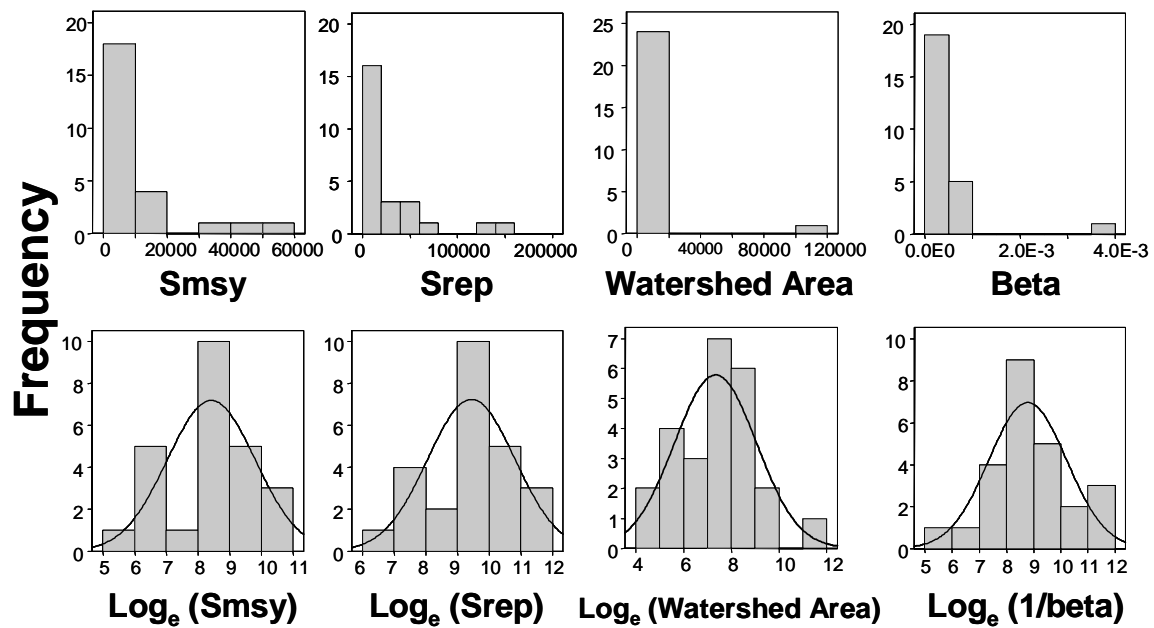 Frequency
20
15
10
5
0
0 20000 40000 60000
Smsy
20
15
10
5
0
0 100000 200000
Srep
25
20
15
10
5
0
0 40000 80000 120000
Watershed Area
20
15
10
5
0
0.0E0 2.0E-3 4.0E-3
Beta
10
8
6
4
2
0
5 6 7 8 9 10 11
Logₑ (Smsy)
10
8
6
4
2
0
6 7 8 9 10 11 12
Logₑ (Srep)
7
6
5
4
3
2
1
0
4 6 8 10 12
Logₑ (Watershed Area)
10
8
6
4
2
0
5 6 7 8 9 10 11 12
Logₑ (1/beta)